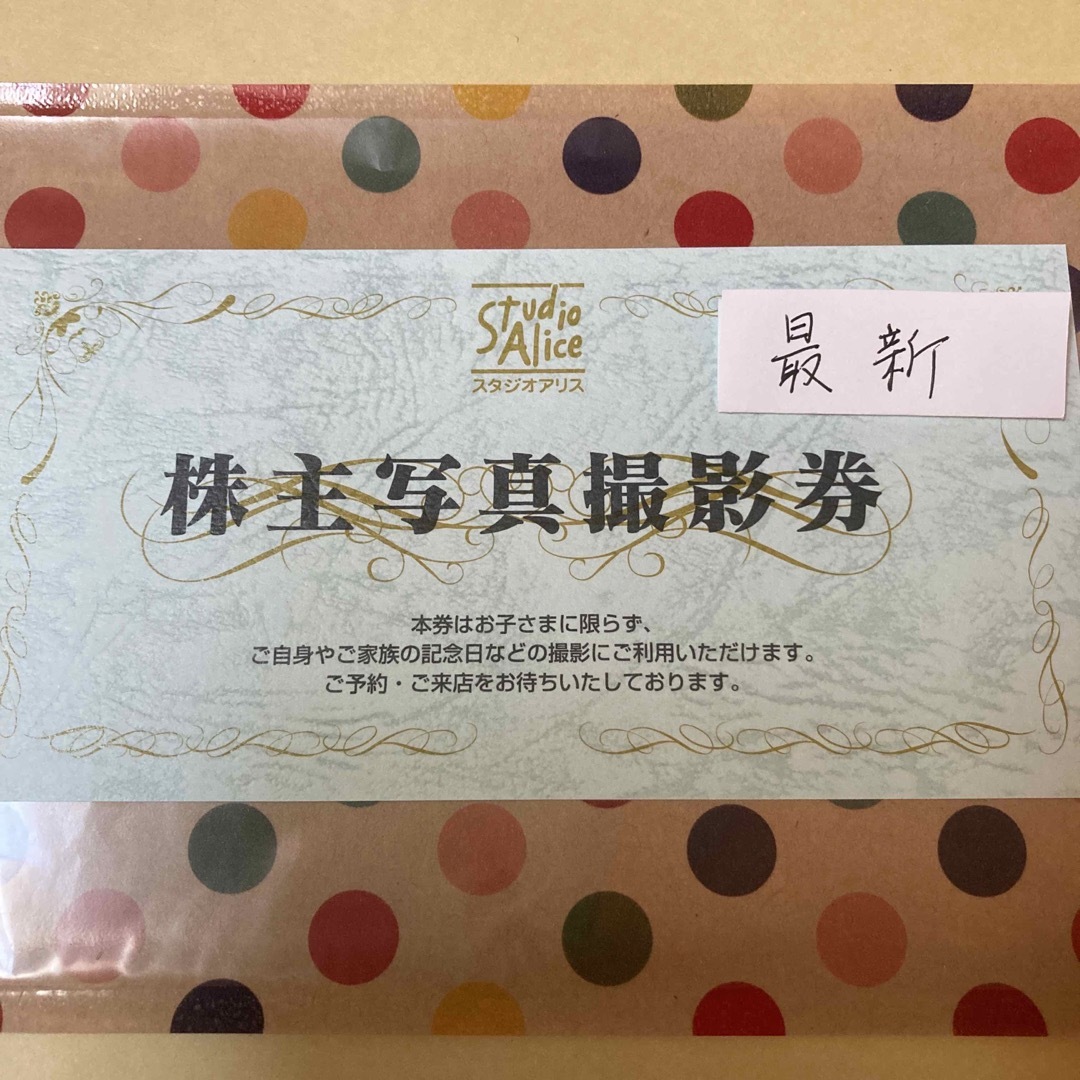 Studio
Alice
スタジオアリス
最新
株主写真撮影券
本券はお子さまに限らず、
ご自身やご家族の記念日などの撮影にご利用いただけます。
ご予約・ご来店をお待ちいたしております。